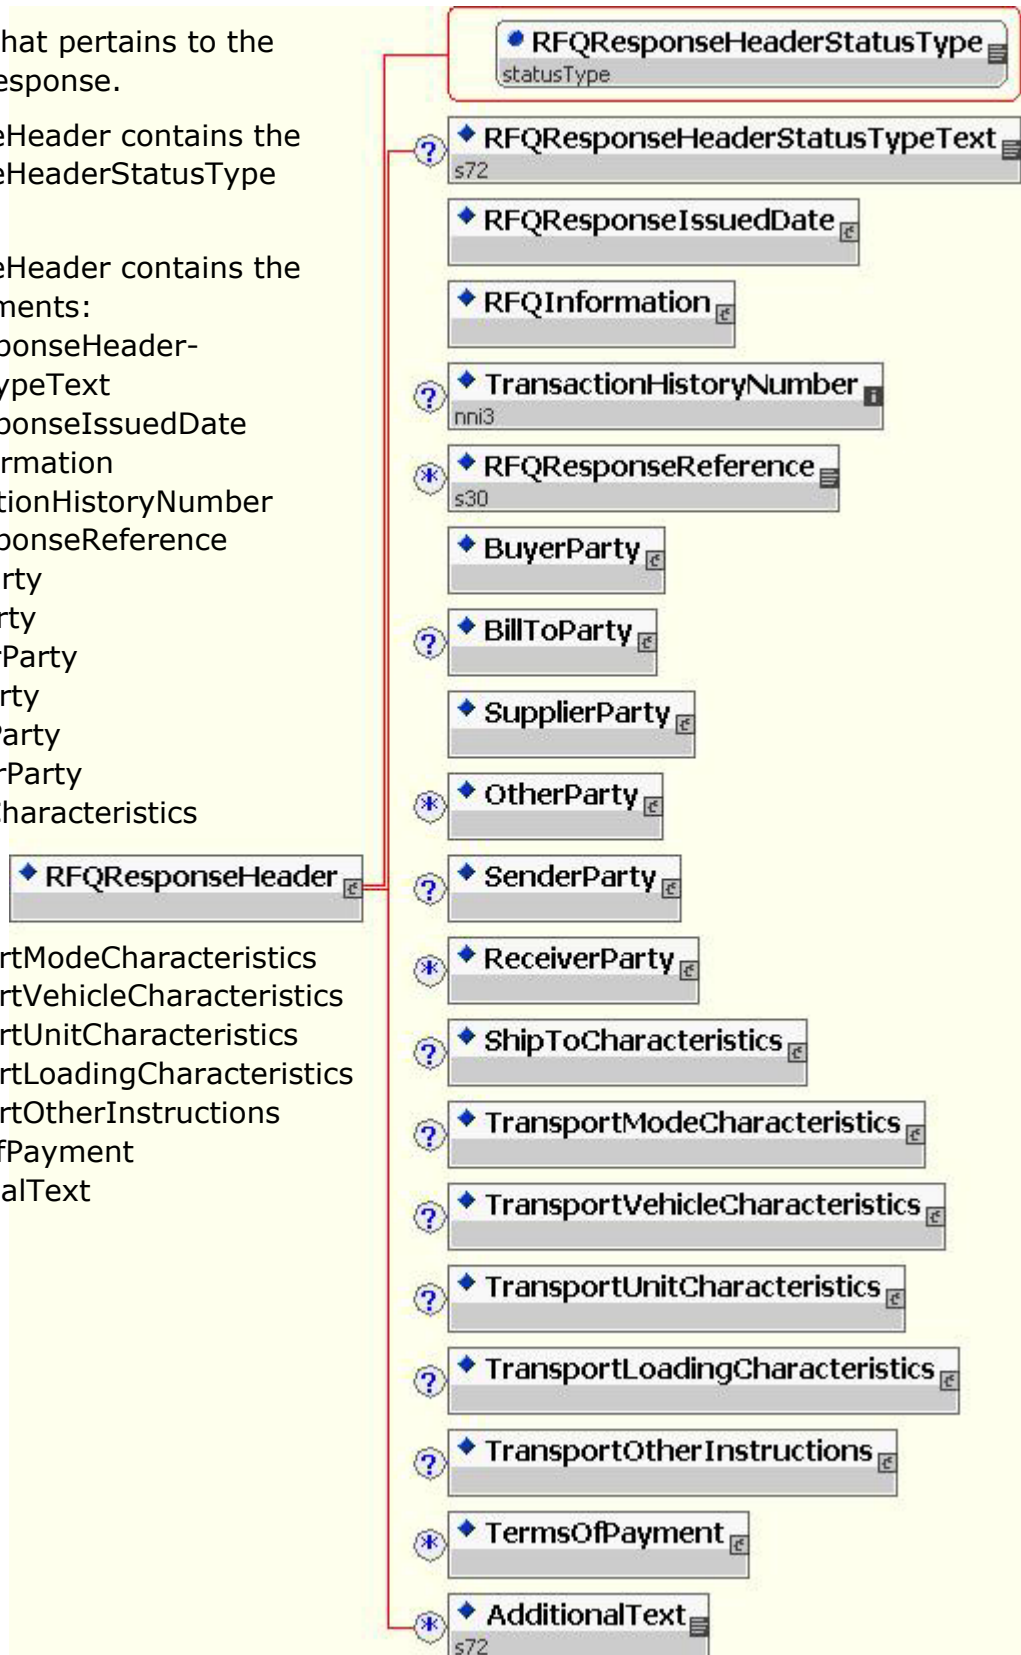 hat pertains to the
esponse.
eHeader contains the
eHeaderStatusType
eHeader contains the
ments:
ponseHeader-
ypeText
ponseIssuedDate
rmation
tionHistoryNumber
ponseReference
rty
rty
rParty
rty
Party
rParty
Characteristics
RFQResponseHeader
rtModeCharacteristics
rtVehicleCharacteristics
rtUnitCharacteristics
rtLoadingCharacteristics
rtOtherInstructions
fPayment
alText
RFQResponseHeaderStatusType
statusType
? RFQResponseHeaderStatusTypeText
s72
RFQResponseIssuedDate
RFQInformation
? TransactionHistoryNumber
nni3
* RFQResponseReference
s30
BuyerParty
? BillToParty
SupplierParty
* OtherParty
? SenderParty
* ReceiverParty
? ShipToCharacteristics
? TransportModeCharacteristics
? TransportVehicleCharacteristics
? TransportUnitCharacteristics
? TransportLoadingCharacteristics
? TransportOtherInstructions
* TermsOfPayment
* AdditionalText
s72